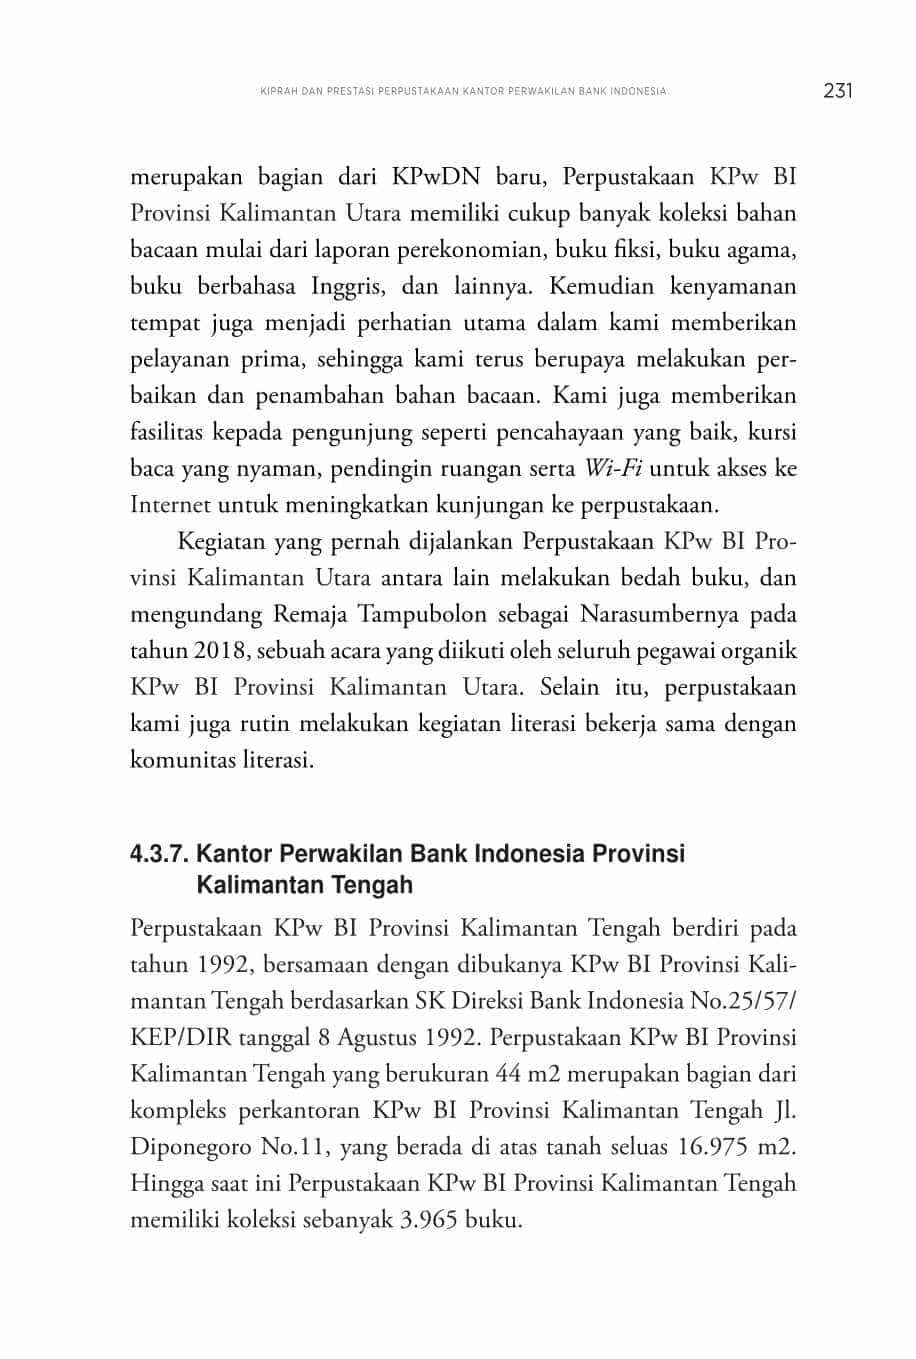 KIPRAH DAN PRESTASI PERPUSTAKAAN KANTOR PERWAKILAN BANK INDONESIA 231
merupakan bagian dari KPwDN baru, Perpustakaan KPw BI
Provinsi Kalimantan Utara memiliki cukup banyak koleksi bahan
bacaan mulai dari laporan perekonomian, buku fiksi, buku agama,
buku berbahasa Inggris, dan lainnya. Kemudian kenyamanan
tempat juga menjadi perhatian utama dalam kami memberikan
pelayanan prima, sehingga kami terus berupaya melakukan per-
baikan dan penambahan bahan bacaan. Kami juga memberikan
fasilitas kepada pengunjung seperti pencahayaan yang baik, kursi
baca yang nyaman, pendingin ruangan serta Wi-Fi untuk akses ke
Internet untuk meningkatkan kunjungan ke perpustakaan.
Kegiatan yang pernah dijalankan Perpustakaan KPw BI Pro-
vinsi Kalimantan Utara antara lain melakukan bedah buku, dan
mengundang Remaja Tampubolon sebagai Narasumbernya pada
tahun 2018, sebuah acara yang diikuti oleh seluruh pegawai organik
KPw BI Provinsi Kalimantan Utara. Selain itu, perpustakaan
kami juga rutin melakukan kegiatan literasi bekerja sama dengan
komunitas literasi.
4.3.7. Kantor Perwakilan Bank Indonesia Provinsi
Kalimantan Tengah
Perpustakaan KPw BI Provinsi Kalimantan Tengah berdiri pada
tahun 1992, bersamaan dengan dibukanya KPw BI Provinsi Kali-
mantan Tengah berdasarkan SK Direksi Bank Indonesia No.25/57/
KEP/DIR tanggal 8 Agustus 1992. Perpustakaan KPw BI Provinsi
Kalimantan Tengah yang berukuran 44 m2 merupakan bagian dari
kompleks perkantoran KPw BI Provinsi Kalimantan Tengah Jl.
Diponegoro No.11, yang berada di atas tanah seluas 16.975 m2.
Hingga saat ini Perpustakaan KPw BI Provinsi Kalimantan Tengah
memiliki koleksi sebanyak 3.965 buku.